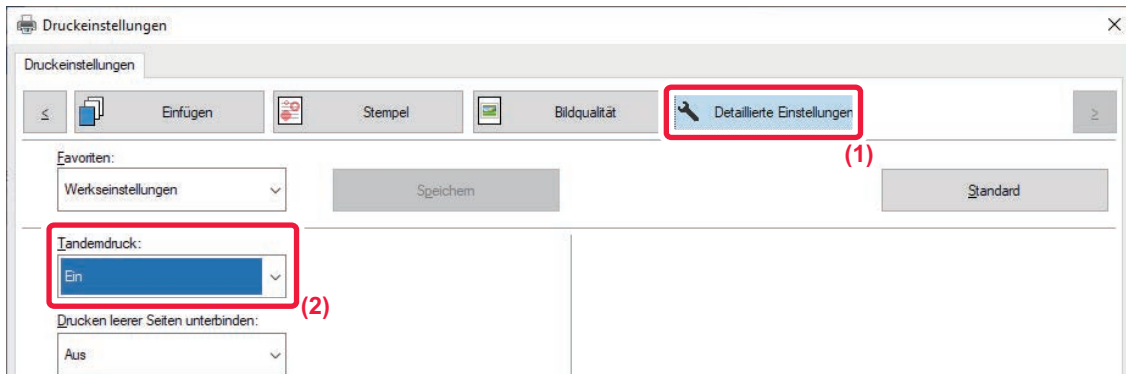 Druckeinstellungen
Druckeinstellungen
< Einfügen Stempel Bildqualität Detaillierte Einstellungen >
(1)
Favoriten:
Werkseinstellungen Speichern Standard
Tandemdruck:
Ein
(2)
Drucken leerer Seiten unterbinden:
Aus